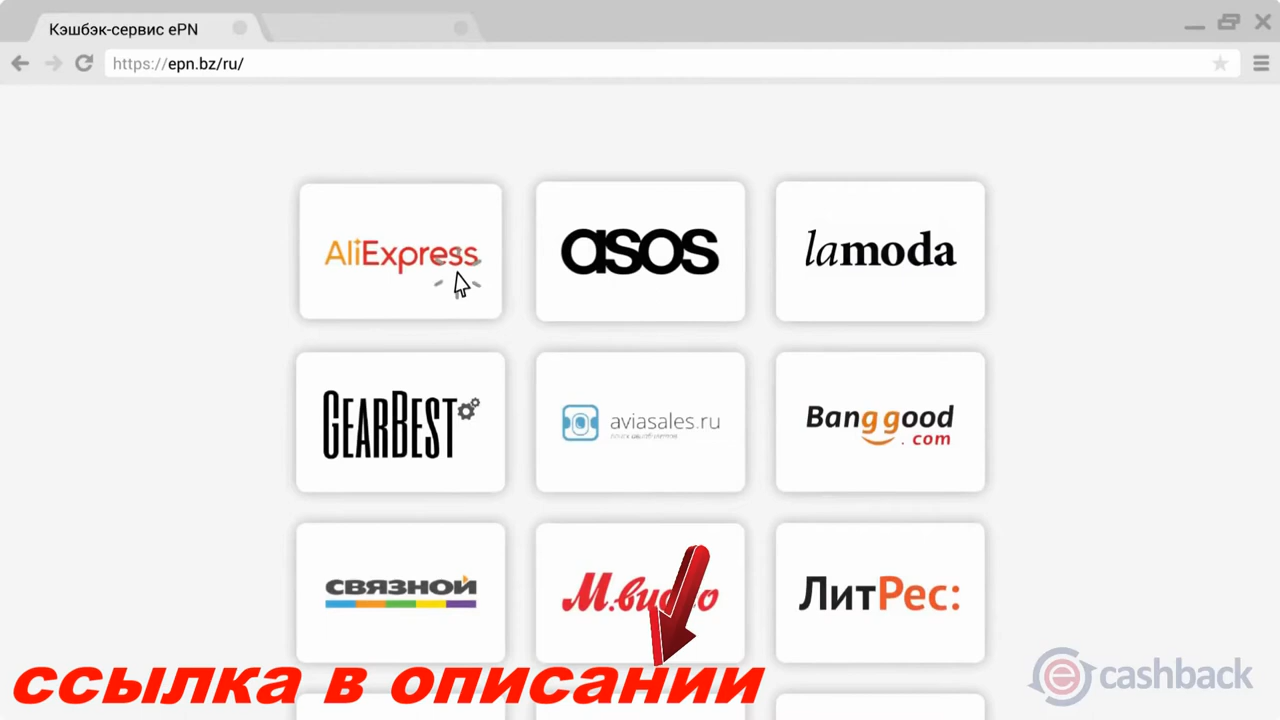 Кэшбэк-сервис ePN
https://epn.bz/ru/
AliExpress
asos
lamoda
GEARBEST
aviasales.ru
Banggood
.com
связной
М.видео
ЛитРес:
ссылка в описании
e cashback